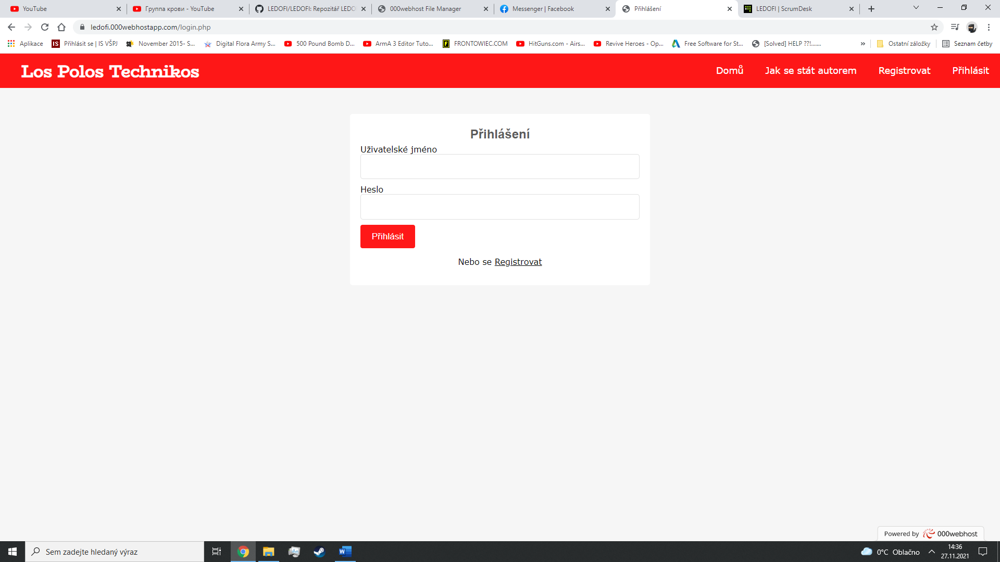 YouTube
Группа крови - YouTube
LEDOFI/LEDOFI: Repozitář LEDO
000webhost File Manager
Messenger | Facebook
Přihlášení
LEDOFI | ScrumDesk
ledofi.000webhostapp.com/login.php
Aplikace
IS Přihlásit se | IS VŠPJ
November 2015- S...
Digital Flora Army S...
500 Pound Bomb D...
ArmA 3 Editor Tuto...
F FRONTOWIEC.COM
HitGuns.com - Airs...
Revive Heroes - Op...
Free Software for St...
[Solved] HELP ??!.......
»
Ostatní záložky
Seznam četby
Los Polos Technikos
Domů
Jak se stát autorem
Registrovat
Přihlásit
Přihlášení
Uživatelské jméno
Heslo
Přihlásit
Nebo se Registrovat
Powered by 000webhost
Sem zadejte hledaný výraz
0°C Oblačno
14:36
27.11.2021